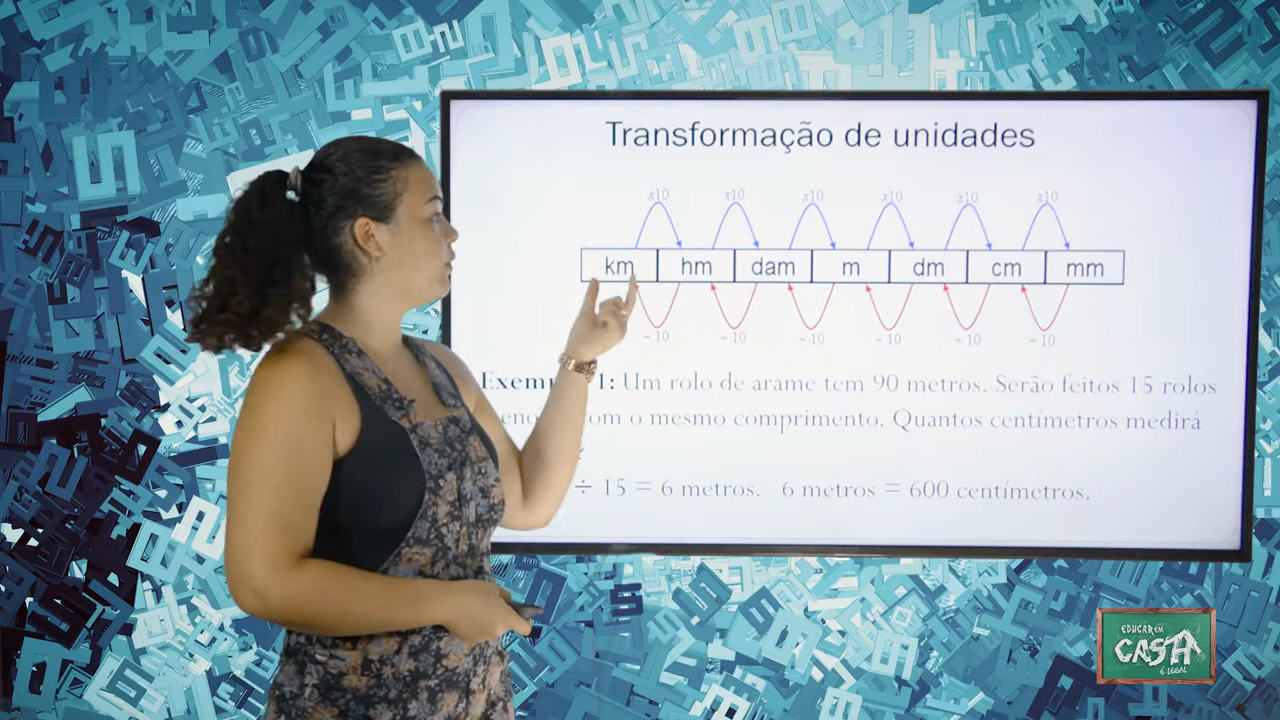 Transformação de unidades
x10 x10 x10 x10 x10 x10
km hm dam m dm cm mm
÷10 ÷10 ÷10 ÷10 ÷10 ÷10
1: Um rolo de arame tem 90 metros. Serão feitos 15 rolos
com o mesmo comprimento. Quantos centímetros medirá
÷ 15 = 6 metros. 6 metros = 600 centímetros.
EDUCAR EM
CASA
É LEGAL